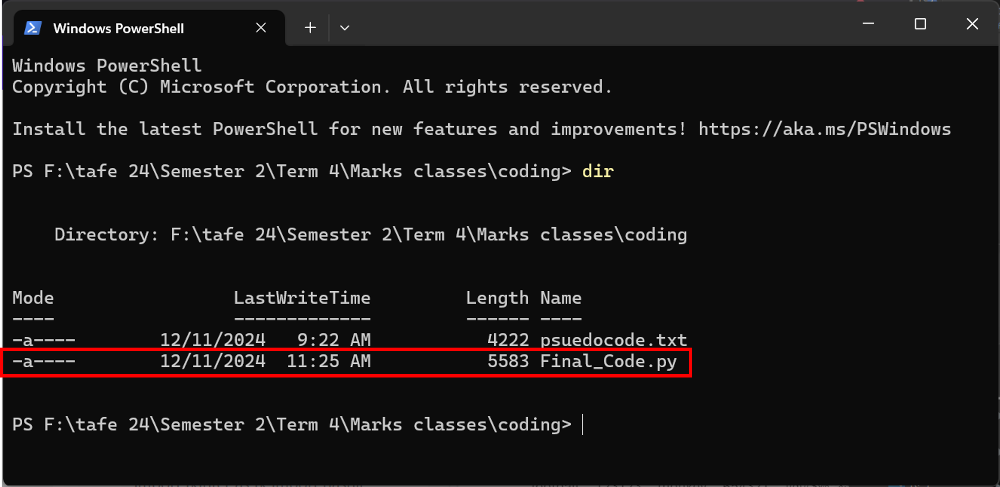 Windows PowerShell
Windows PowerShell
Copyright (C) Microsoft Corporation. All rights reserved.
Install the latest PowerShell for new features and improvements! https://aka.ms/PSWindows
PS F:\tafe 24\Semester 2\Term 4\Marks classes\coding> dir
Directory: F:\tafe 24\Semester 2\Term 4\Marks classes\coding
Mode                 LastWriteTime         Length Name
----                 -------------         ------ ----
-a----        12/11/2024   9:22 AM           4222 psuedocode.txt
-a----        12/11/2024  11:25 AM           5583 Final_Code.py
PS F:\tafe 24\Semester 2\Term 4\Marks classes\coding>